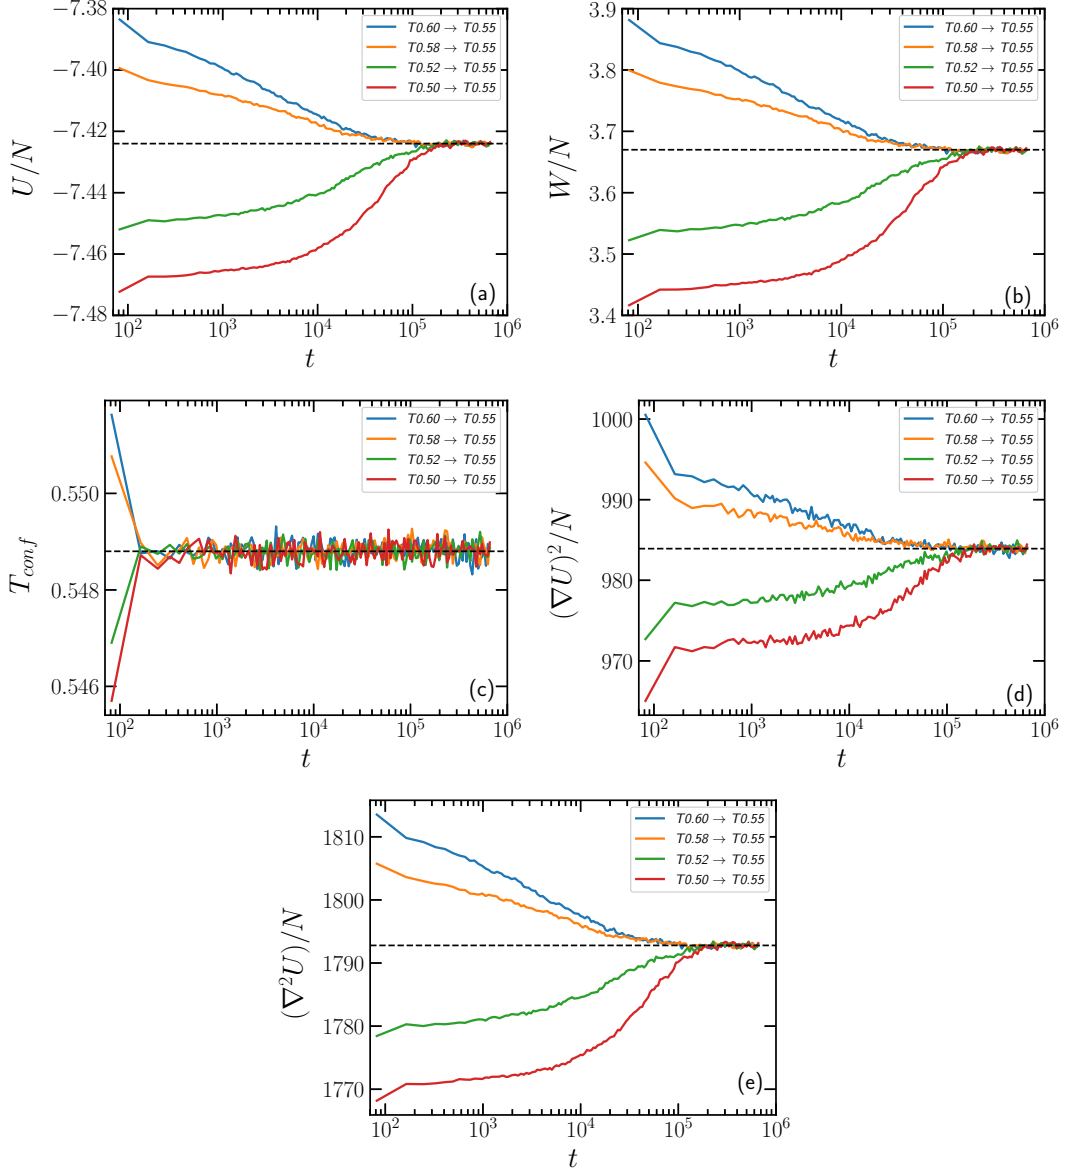 −7.38
−7.40
−7.42
−7.44
−7.46
−7.48
U/N
10² 10³ 10⁴ 10⁵ 10⁶
t
T0.60 → T0.55
T0.58 → T0.55
T0.52 → T0.55
T0.50 → T0.55
(a)
3.9
3.8
3.7
3.6
3.5
3.4
W/N
10² 10³ 10⁴ 10⁵ 10⁶
t
T0.60 → T0.55
T0.58 → T0.55
T0.52 → T0.55
T0.50 → T0.55
(b)
0.550
0.548
0.546
T_conf
10² 10³ 10⁴ 10⁵ 10⁶
t
T0.60 → T0.55
T0.58 → T0.55
T0.52 → T0.55
T0.50 → T0.55
(c)
1000
990
980
970
(∇U)²/N
10² 10³ 10⁴ 10⁵ 10⁶
t
T0.60 → T0.55
T0.58 → T0.55
T0.52 → T0.55
T0.50 → T0.55
(d)
1810
1800
1790
1780
1770
(∇²U)/N
10² 10³ 10⁴ 10⁵ 10⁶
t
T0.60 → T0.55
T0.58 → T0.55
T0.52 → T0.55
T0.50 → T0.55
(e)